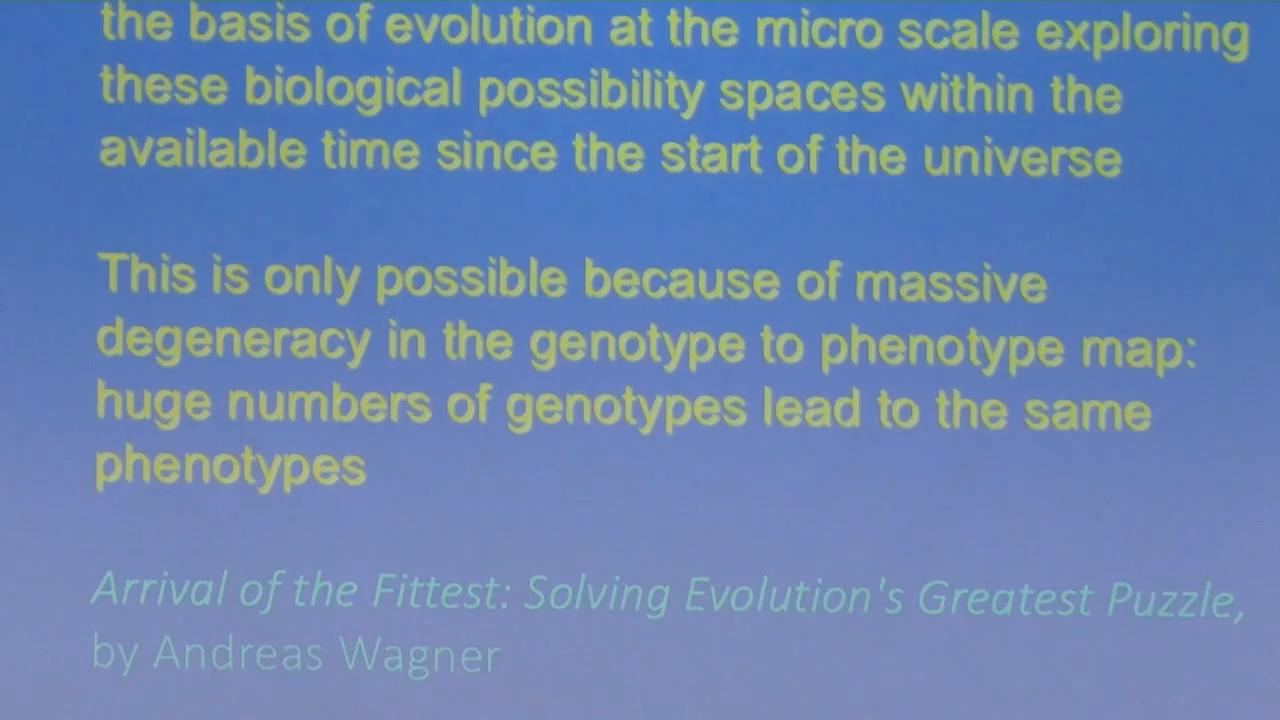 the basis of evolution at the micro scale exploring
these biological possibility spaces within the
available time since the start of the universe
This is only possible because of massive
degeneracy in the genotype to phenotype map:
huge numbers of genotypes lead to the same
phenotypes
Arrival of the Fittest: Solving Evolution's Greatest Puzzle,
by Andreas Wagner